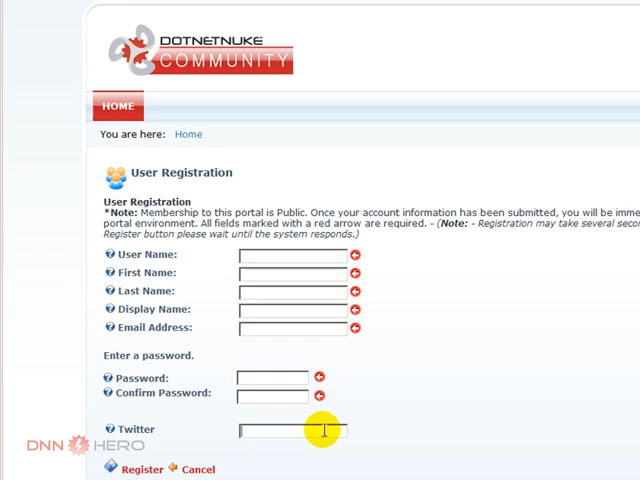 DOTNETNUKE
COMMUNITY
HOME
You are here: Home
User Registration
User Registration
*Note: Membership to this portal is Public. Once your account information has been submitted, you will be imme
portal environment. All fields marked with a red arrow are required. - (Note: - Registration may take several seco
Register button please wait until the system responds.)
User Name:
First Name:
Last Name:
Display Name:
Email Address:
Enter a password.
Password:
Confirm Password:
Twitter
DNN HERO
Register Cancel